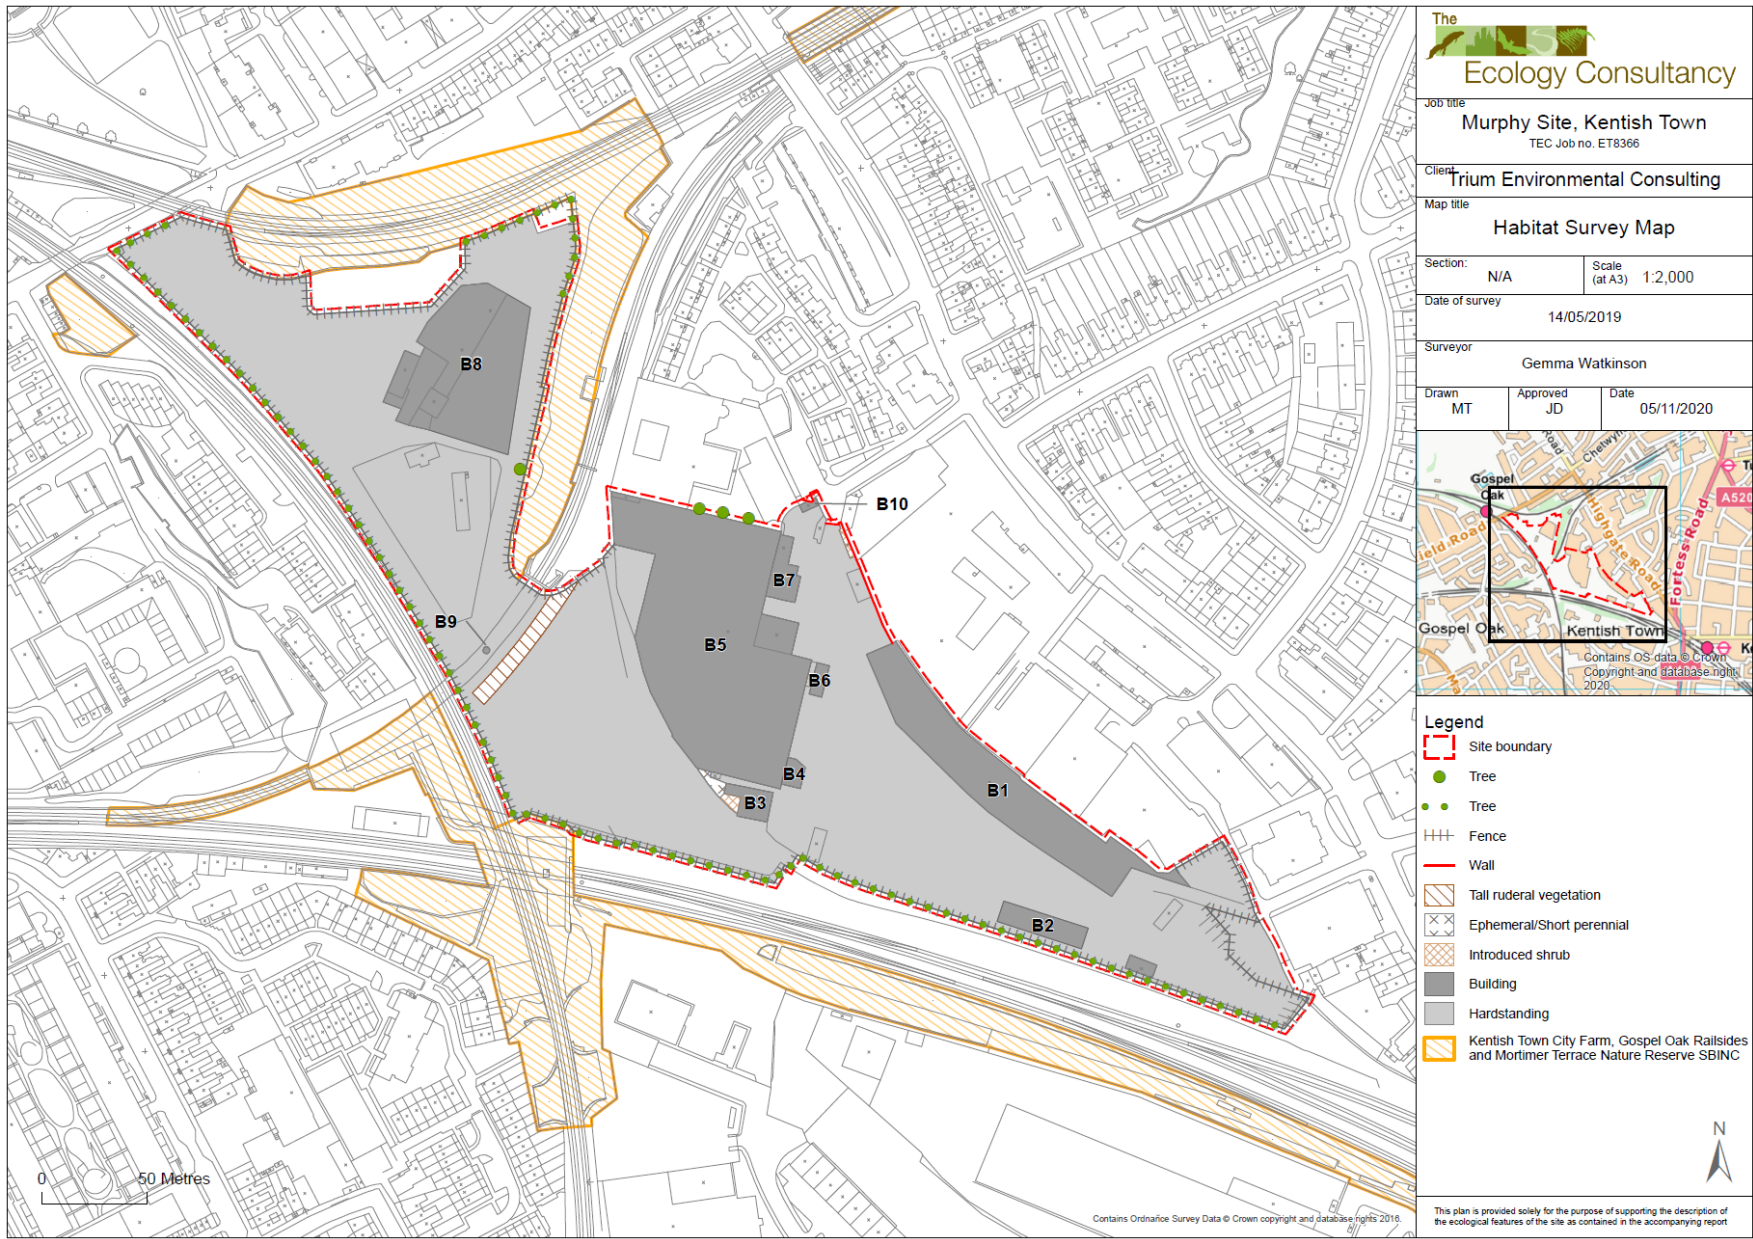 The
Ecology Consultancy
Job title
Murphy Site, Kentish Town
TEC Job no. ET8366
Client
Trium Environmental Consulting
Map title
Habitat Survey Map
Section:
N/A
Scale
(at A3) 1:2,000
Date of survey
14/05/2019
Surveyor
Gemma Watkinson
Drawn
MT
Approved
JD
Date
05/11/2020
Gospel
Oak
Road
Highgate Road
Fortess Road
A520
Gospel Oak
Kentish Town
Contains OS data © Crown
Copyright and database right
2020
Legend
Site boundary
Tree
Tree
Fence
Wall
Tall ruderal vegetation
Ephemeral/Short perennial
Introduced shrub
Building
Hardstanding
Kentish Town City Farm, Gospel Oak Railsides
and Mortimer Terrace Nature Reserve SBINC
N
This plan is provided solely for the purpose of supporting the description of
the ecological features of the site as contained in the accompanying report
B8
B10
B7
B9
B5
B6
B4
B3
B1
B2
0 50 Metres
Contains Ordnance Survey Data © Crown copyright and database rights 2016.